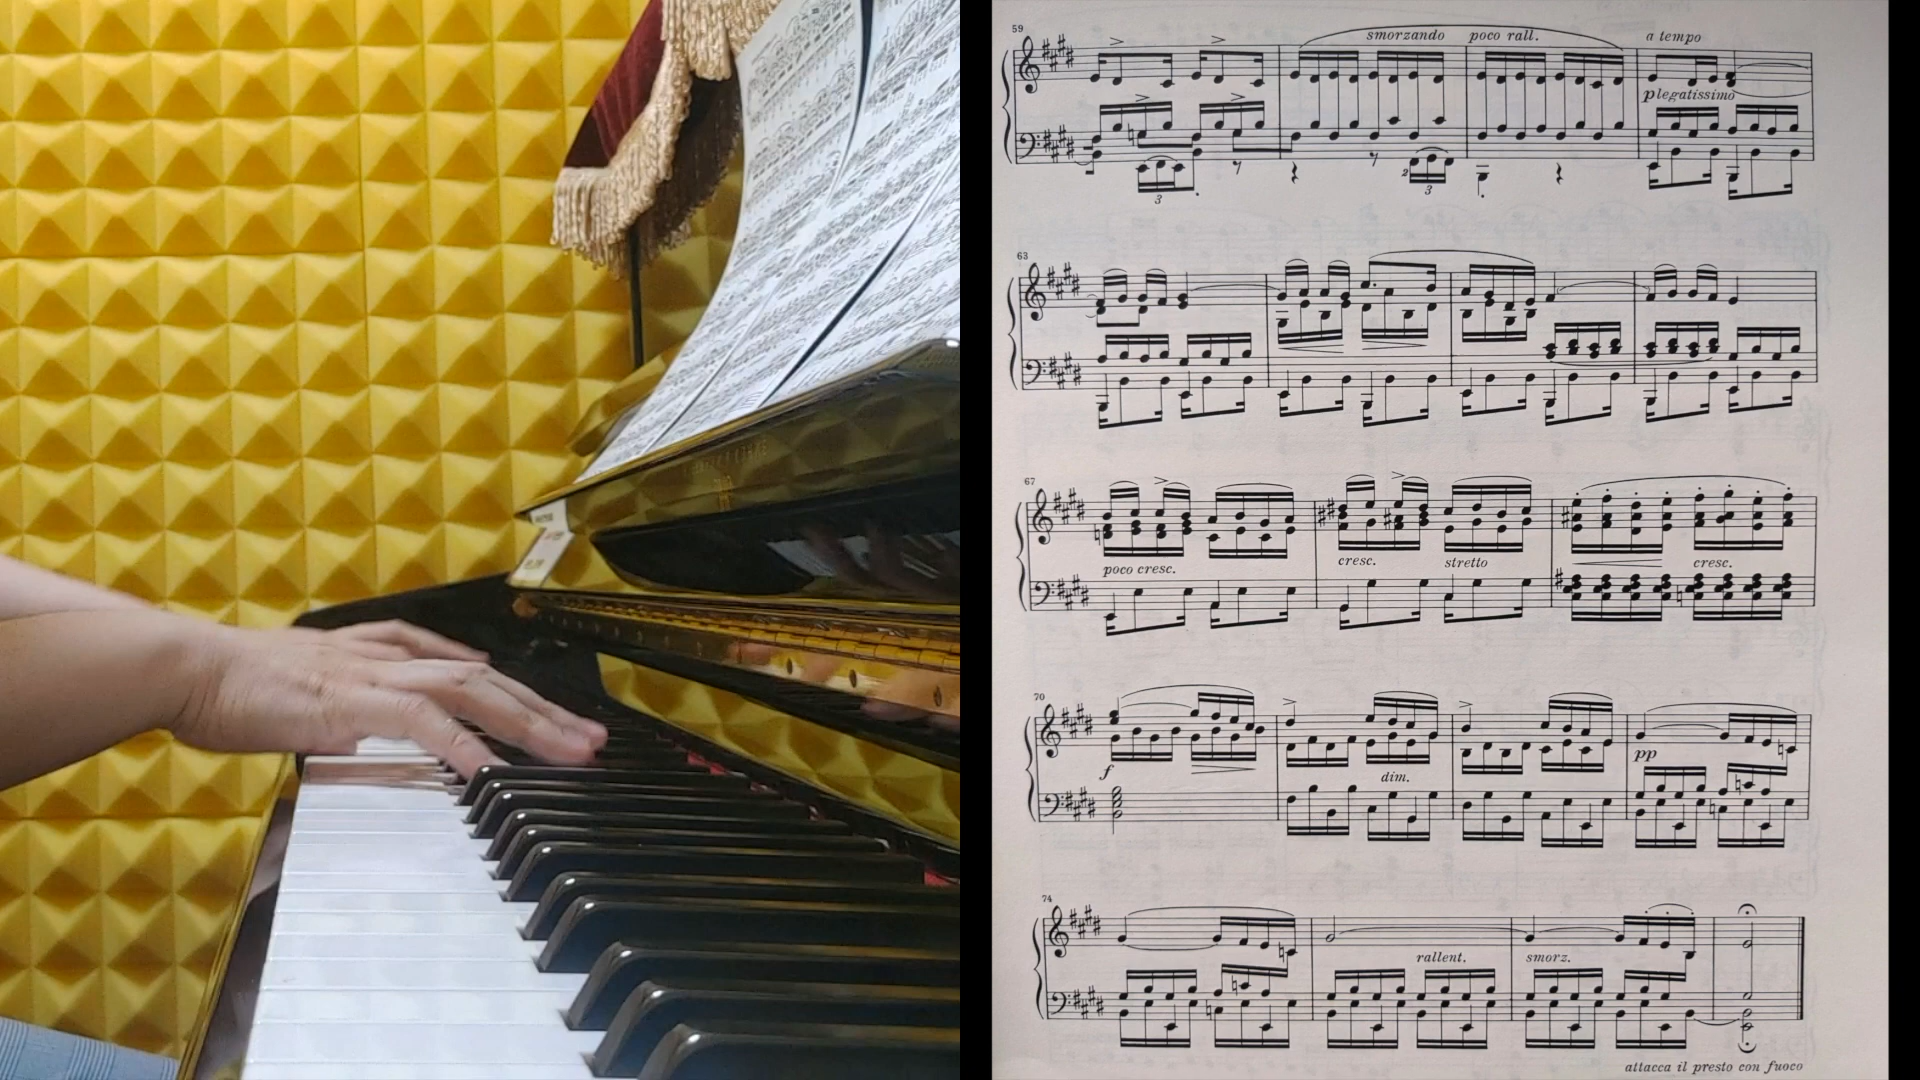 59
smorzando poco rall. a tempo
p legatissimo
2
3 3
63
67
poco cresc. cresc. stretto cresc.
70
f dim. pp
74
rallent. smorz.
attacca il presto con fuoco